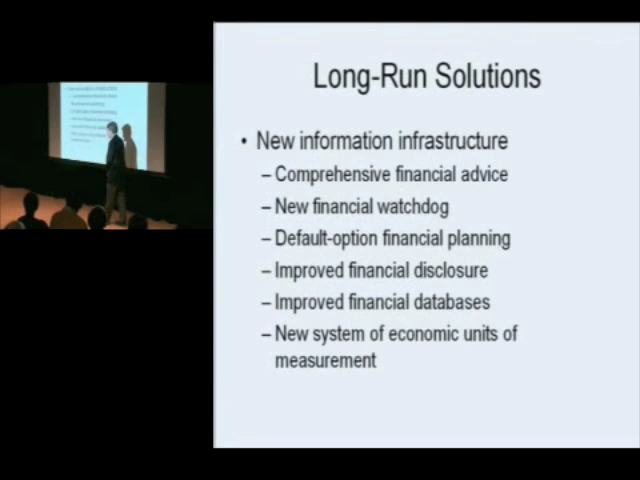 Long-Run Solutions
• New information infrastructure
– Comprehensive financial advice
– New financial watchdog
– Default-option financial planning
– Improved financial disclosure
– Improved financial databases
– New system of economic units of
measurement